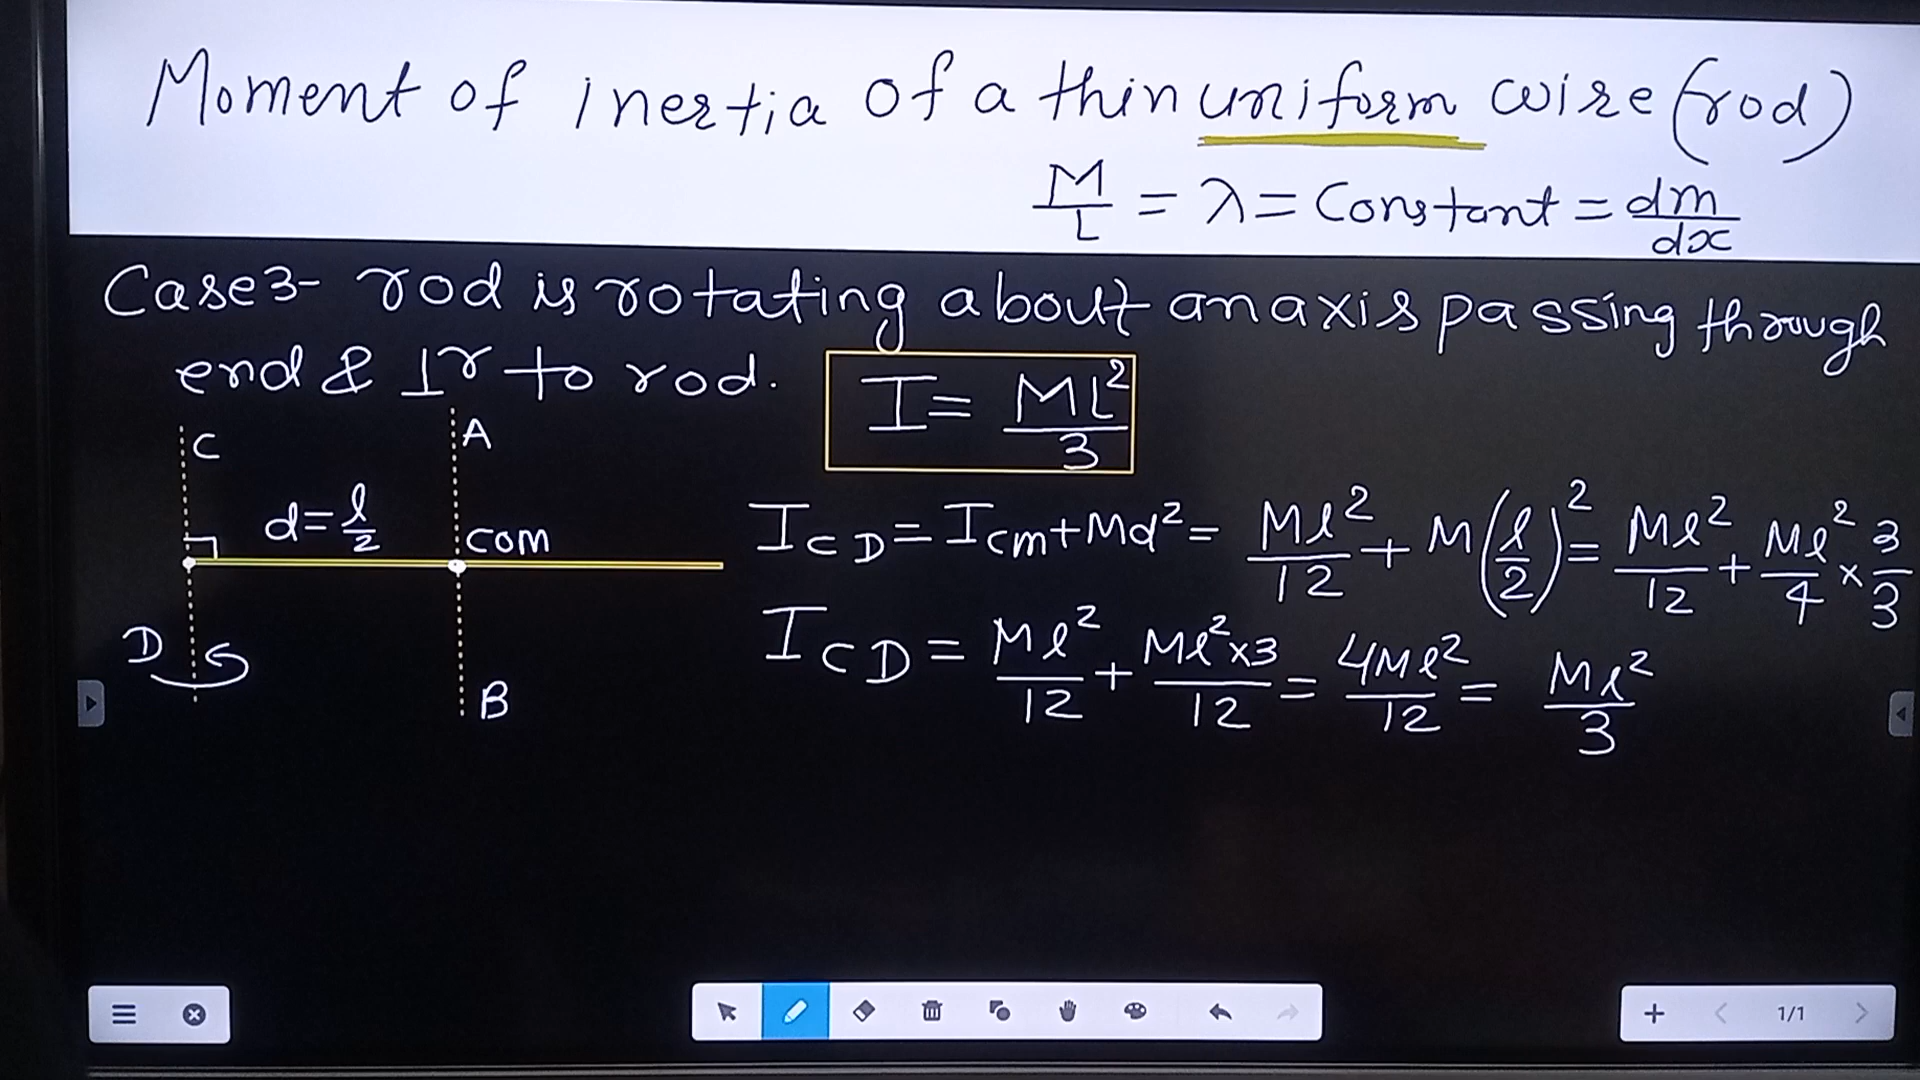 Moment of inertia of a thin uniform wire (rod)
M/L = λ = Constant = dm/dx
Case3- rod is rotating about an axis passing through
end & ⊥r to rod.
I = ML²/3
C
A
d = l/2
com
I_CD = I_cm + Md² = Ml²/12 + M(l/2)² = Ml²/12 + Ml²/4 × 3/3
D
I_CD = Ml²/12 + Ml²×3/12 = 4Ml²/12 = Ml²/3
B
1/1